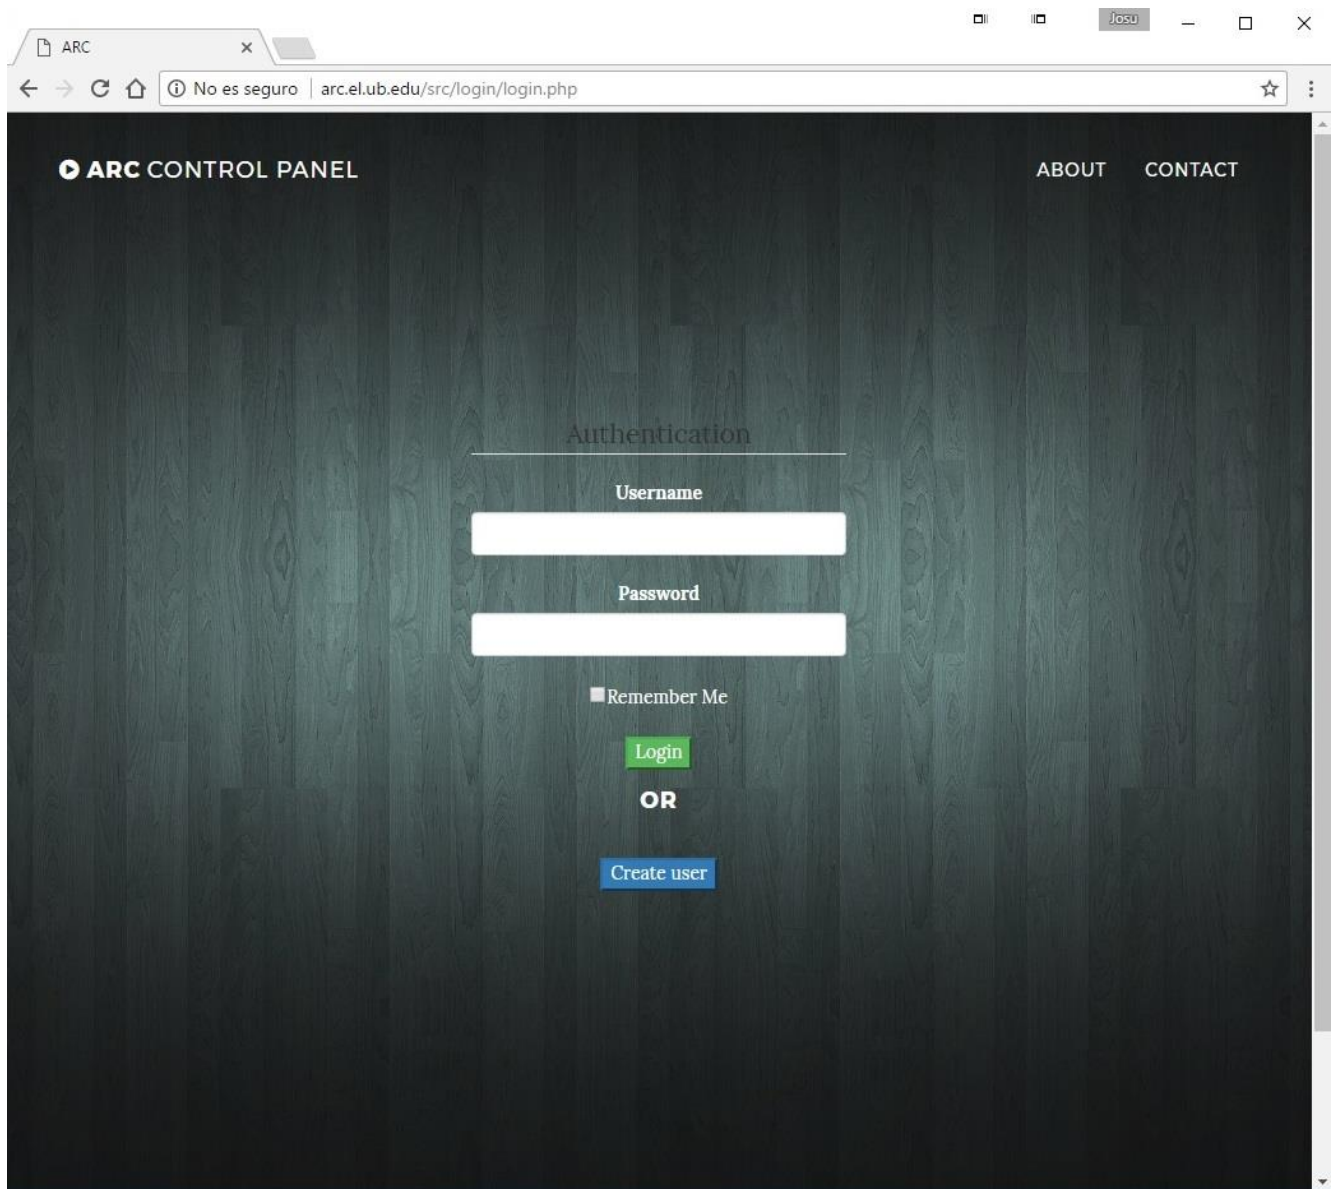 Josu
ARC
No es seguro arc.el.ub.edu/src/login/login.php
ARC CONTROL PANEL ABOUT CONTACT
Authentication
Username
Password
Remember Me
Login
OR
Create user